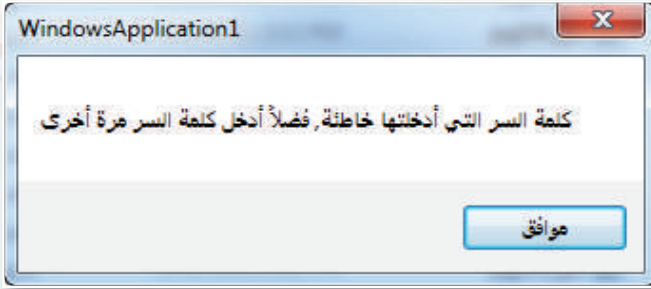 WindowsApplication1
كلمة السر التي أدخلتها خاطئة, فضلاً أدخل كلمة السر مرة أخرى
موافق